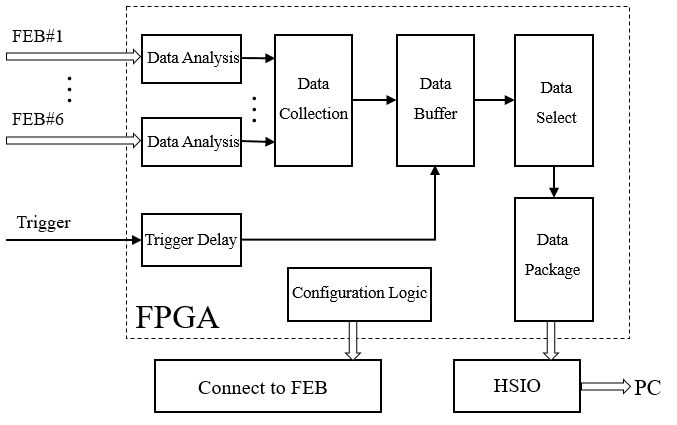 FEB#1
Data Analysis
Data
Collection
Data
Buffer
Data
Select
FEB#6
Data Analysis
Trigger
Trigger Delay
Data
Package
Configuration Logic
FPGA
Connect to FEB
HSIO
PC